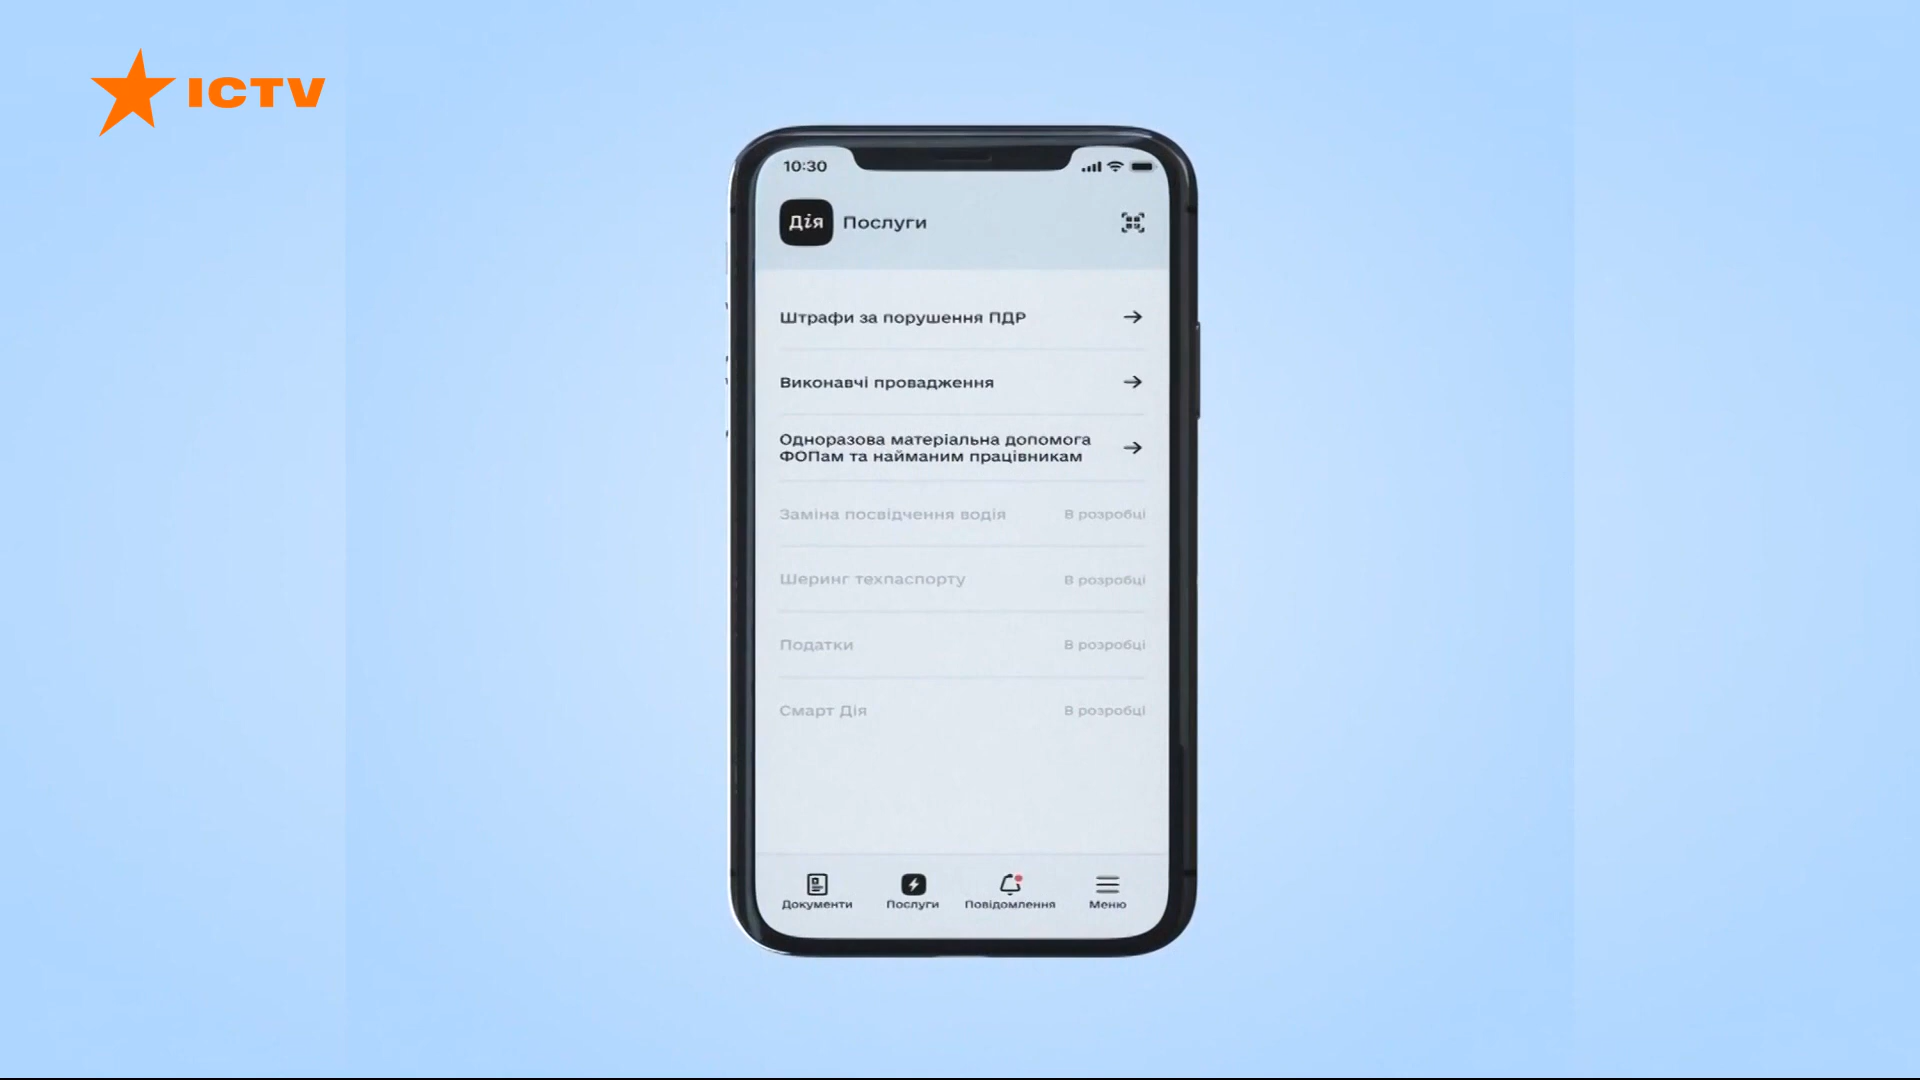 ICTV
10:30
Дія Послуги
Штрафи за порушення ПДР
Виконавчі провадження
Одноразова матеріальна допомога
ФОПам та найманим працівникам
Заміна посвідчення водія В розробці
Шеринг техпаспорту В розробці
Податки В розробці
Смарт Дія В розробці
Документи Послуги Повідомлення Меню